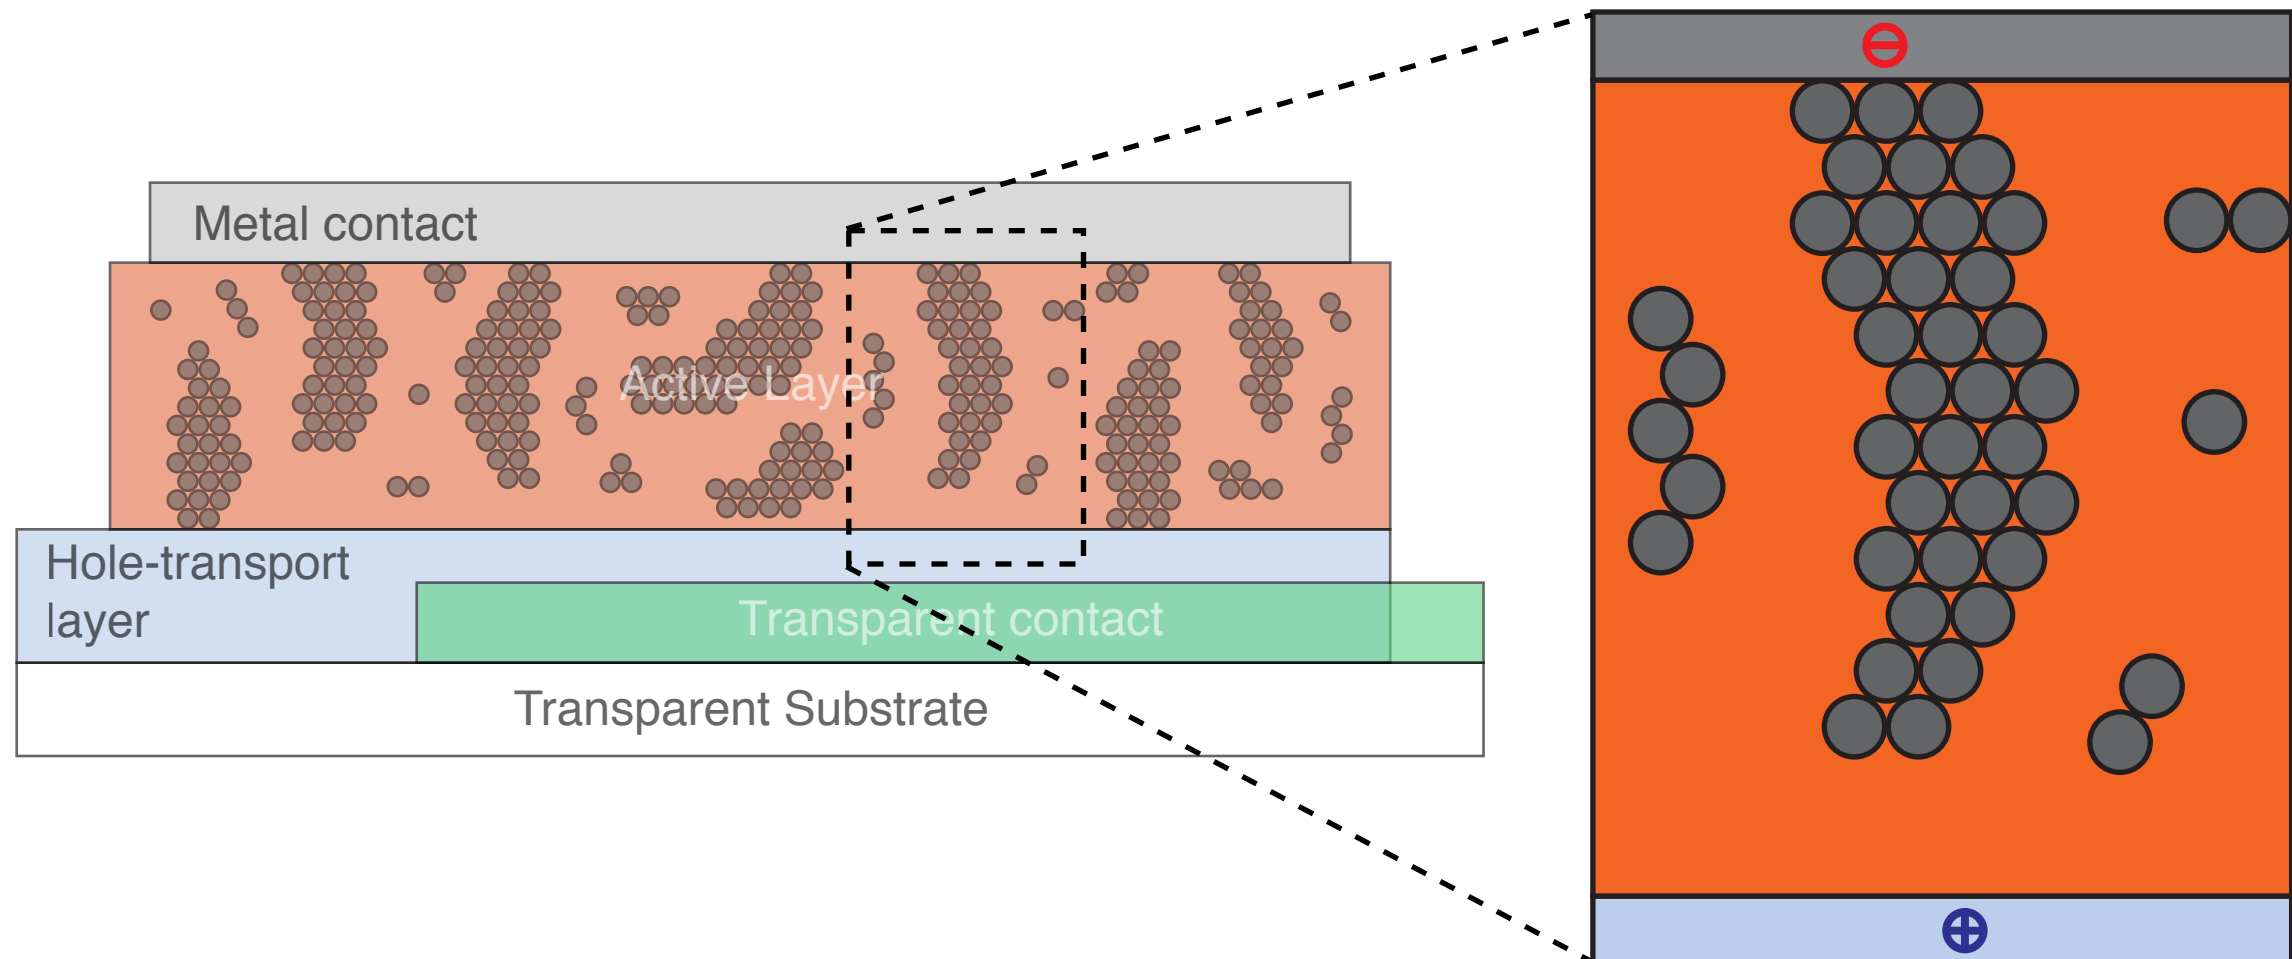 Metal contact
Active Layer
Hole-transport
layer
Transparent contact
Transparent Substrate